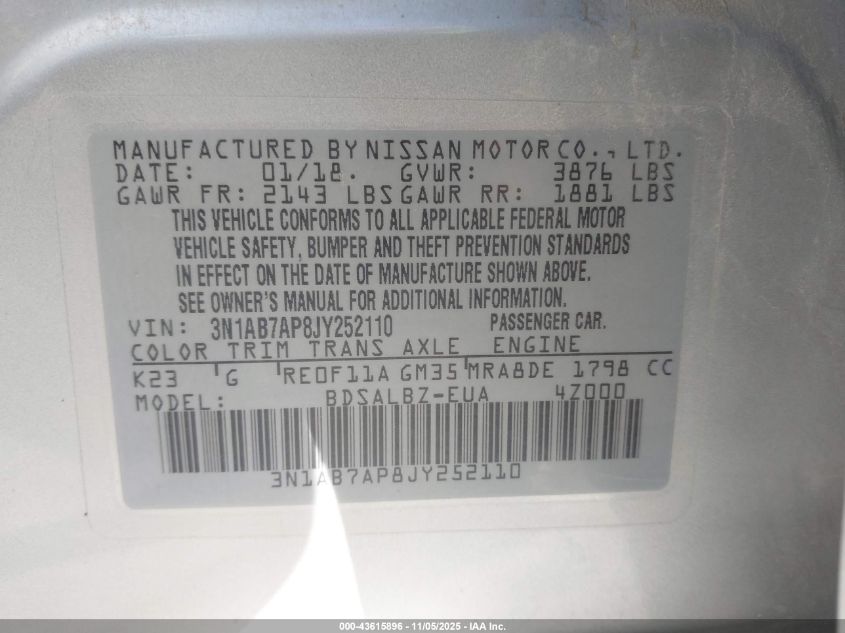 MANUFACTURED BY NISSAN MOTOR CO., LTD.
DATE: 01/18. GVWR: 3876 LBS
GAWR FR: 2143 LBS GAWR RR: 1881 LBS
THIS VEHICLE CONFORMS TO ALL APPLICABLE FEDERAL MOTOR
VEHICLE SAFETY, BUMPER AND THEFT PREVENTION STANDARDS
IN EFFECT ON THE DATE OF MANUFACTURE SHOWN ABOVE.
SEE OWNER'S MANUAL FOR ADDITIONAL INFORMATION.
VIN: 3N1AB7AP8JY252110 PASSENGER CAR.
COLOR TRIM TRANS AXLE ENGINE
K23 G RE0F11A GM35 MRA8DE 1798 CC
MODEL: BDSALBZ-EUA 4Z000
3N1AB7AP8JY252110
000-43615896 - 11/05/2025 - IAA Inc.